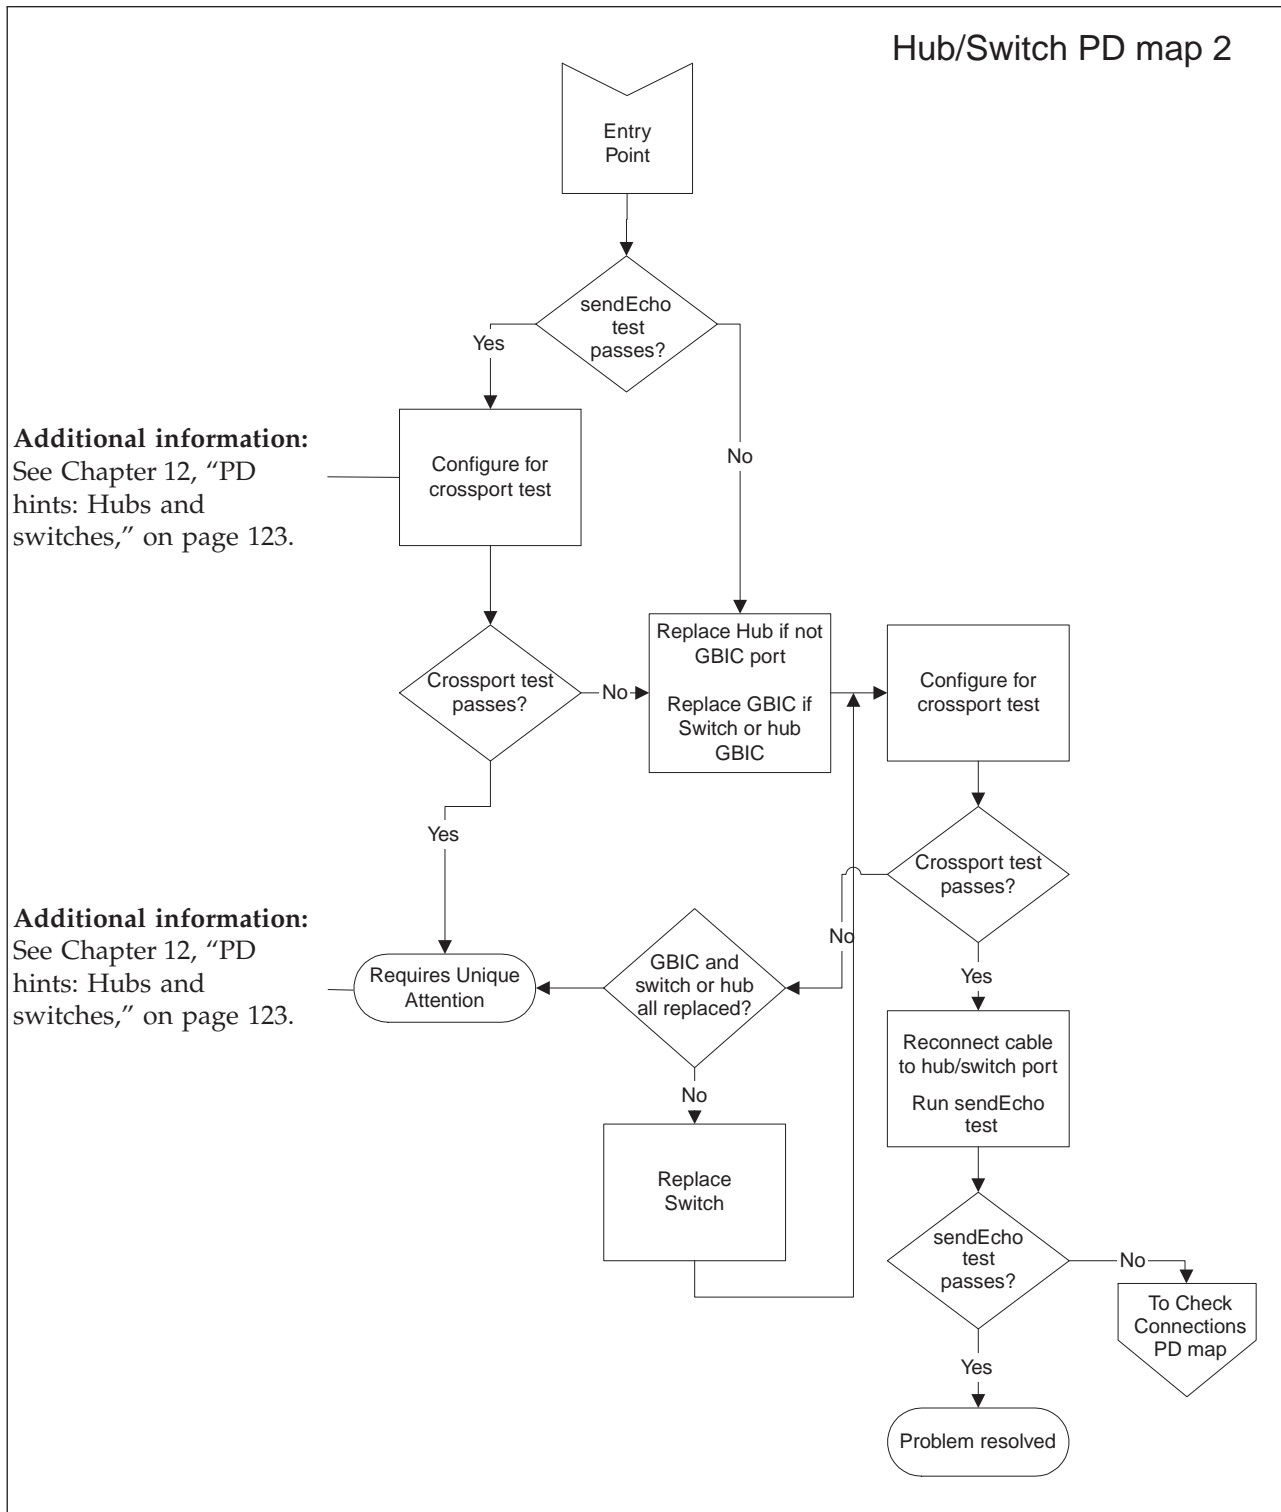 Hub/Switch PD map 2
Entry
Point
sendEcho
test
passes?
Yes
No
Additional information:
See Chapter 12, “PD
hints: Hubs and
switches,” on page 123.
Configure for
crossport test
Crossport test
passes?
No
Yes
Replace Hub if not
GBIC port
Replace GBIC if
Switch or hub
GBIC
Configure for
crossport test
Crossport test
passes?
No
Yes
Additional information:
See Chapter 12, “PD
hints: Hubs and
switches,” on page 123.
Requires Unique
Attention
GBIC and
switch or hub
all replaced?
No
Replace
Switch
Reconnect cable
to hub/switch port
Run sendEcho
test
sendEcho
test
passes?
No
To Check
Connections
PD map
Yes
Problem resolved